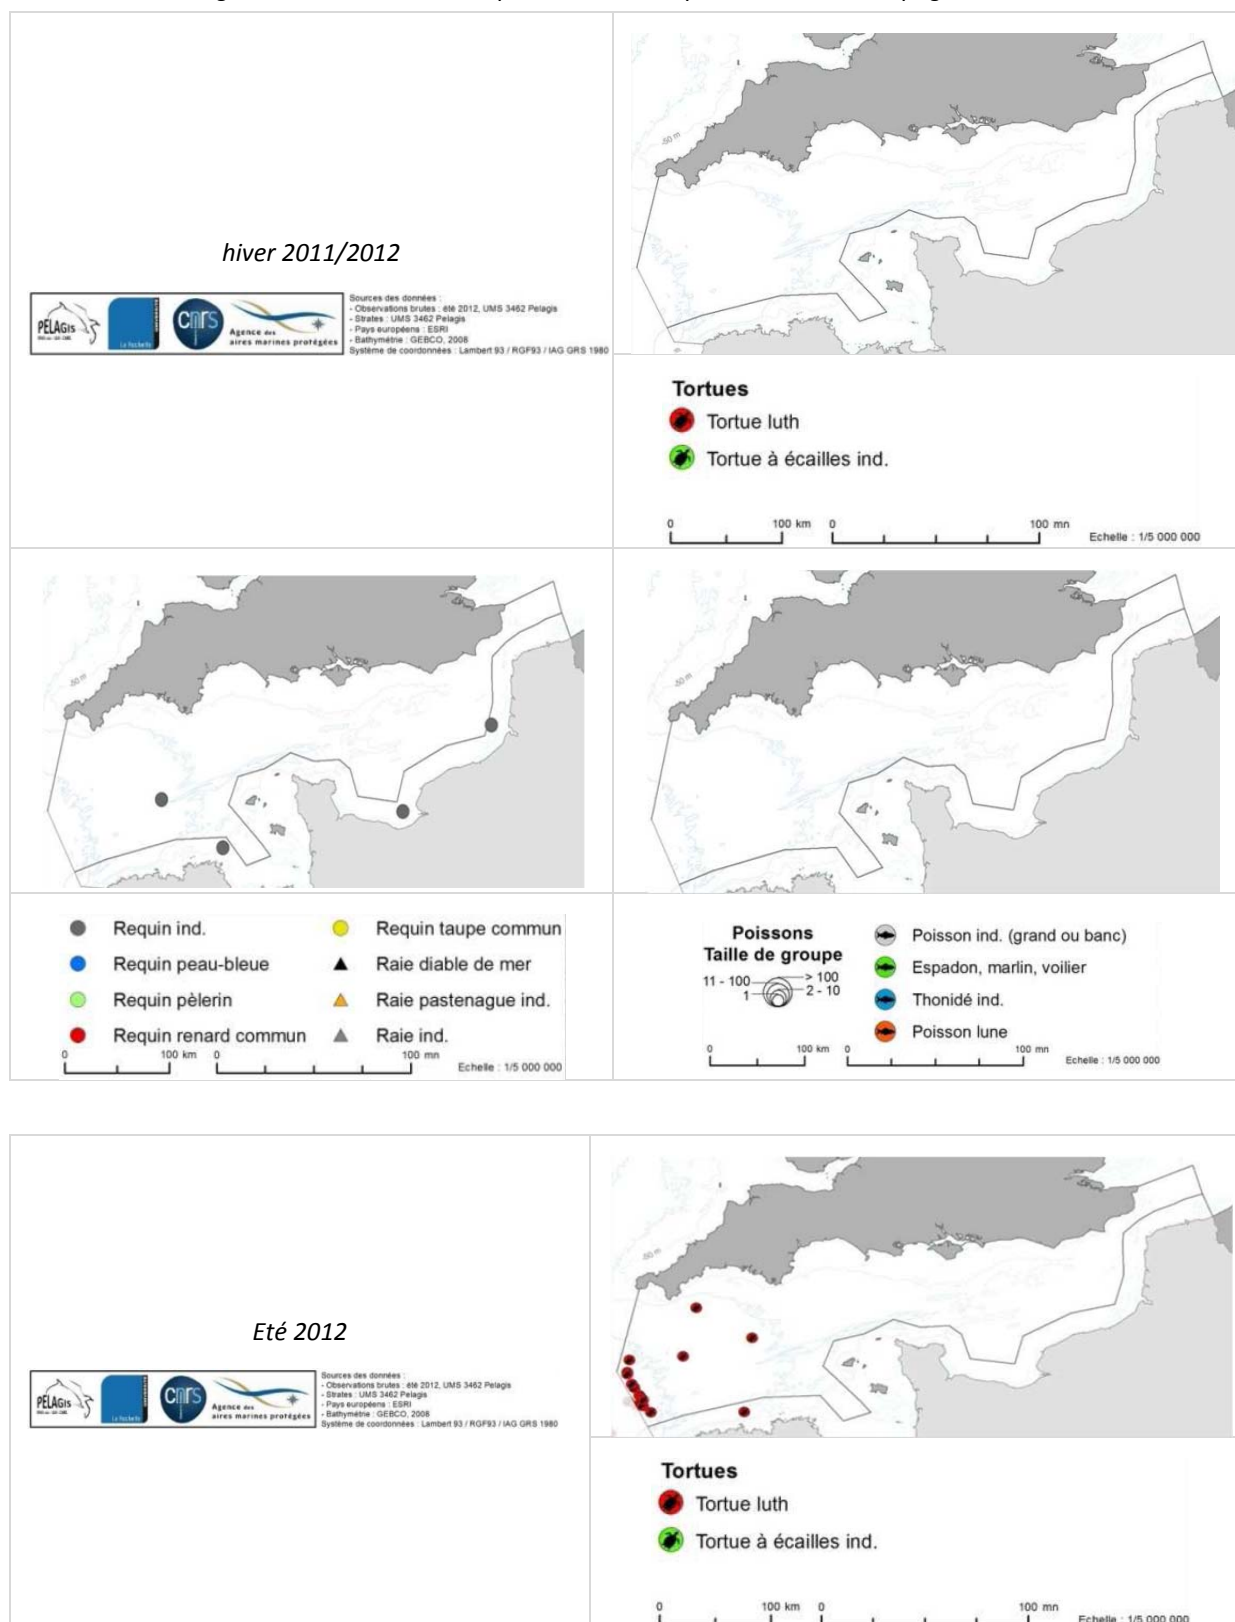 hiver 2011/2012
PELAGIS
La Rochelle
cnrs
Agence des
aires marines protégées
Sources des données :
- Observations brutes : été 2012, UMS 3462 Pelagis
- Strates : UMS 3462 Pelagis
- Pays européens : ESRI
- Bathymétrie : GEBCO, 2008
Système de coordonnées : Lambert 93 / RGF93 / IAG GRS 1980
-50 m
Tortues
Tortue luth
Tortue à écailles ind.
0 100 km 0 100 mn
Echelle : 1/5 000 000
-50 m
-50 m
Requin ind.
Requin peau-bleue
Requin pèlerin
Requin renard commun
Requin taupe commun
Raie diable de mer
Raie pastenague ind.
Raie ind.
0 100 km 0 100 mn
Echelle : 1/5 000 000
Poissons
Taille de groupe
11 - 100 > 100
1 2 - 10
Poisson ind. (grand ou banc)
Espadon, marlin, voilier
Thonidé ind.
Poisson lune
0 100 km 0 100 mn
Echelle : 1/5 000 000
Eté 2012
PELAGIS
La Rochelle
cnrs
Agence des
aires marines protégées
Sources des données :
- Observations brutes : été 2012, UMS 3462 Pelagis
- Strates : UMS 3462 Pelagis
- Pays européens : ESRI
- Bathymétrie : GEBCO, 2008
Système de coordonnées : Lambert 93 / RGF93 / IAG GRS 1980
-50 m
Tortues
Tortue luth
Tortue à écailles ind.
0 100 km 0 100 mn
Echelle : 1/5 000 000